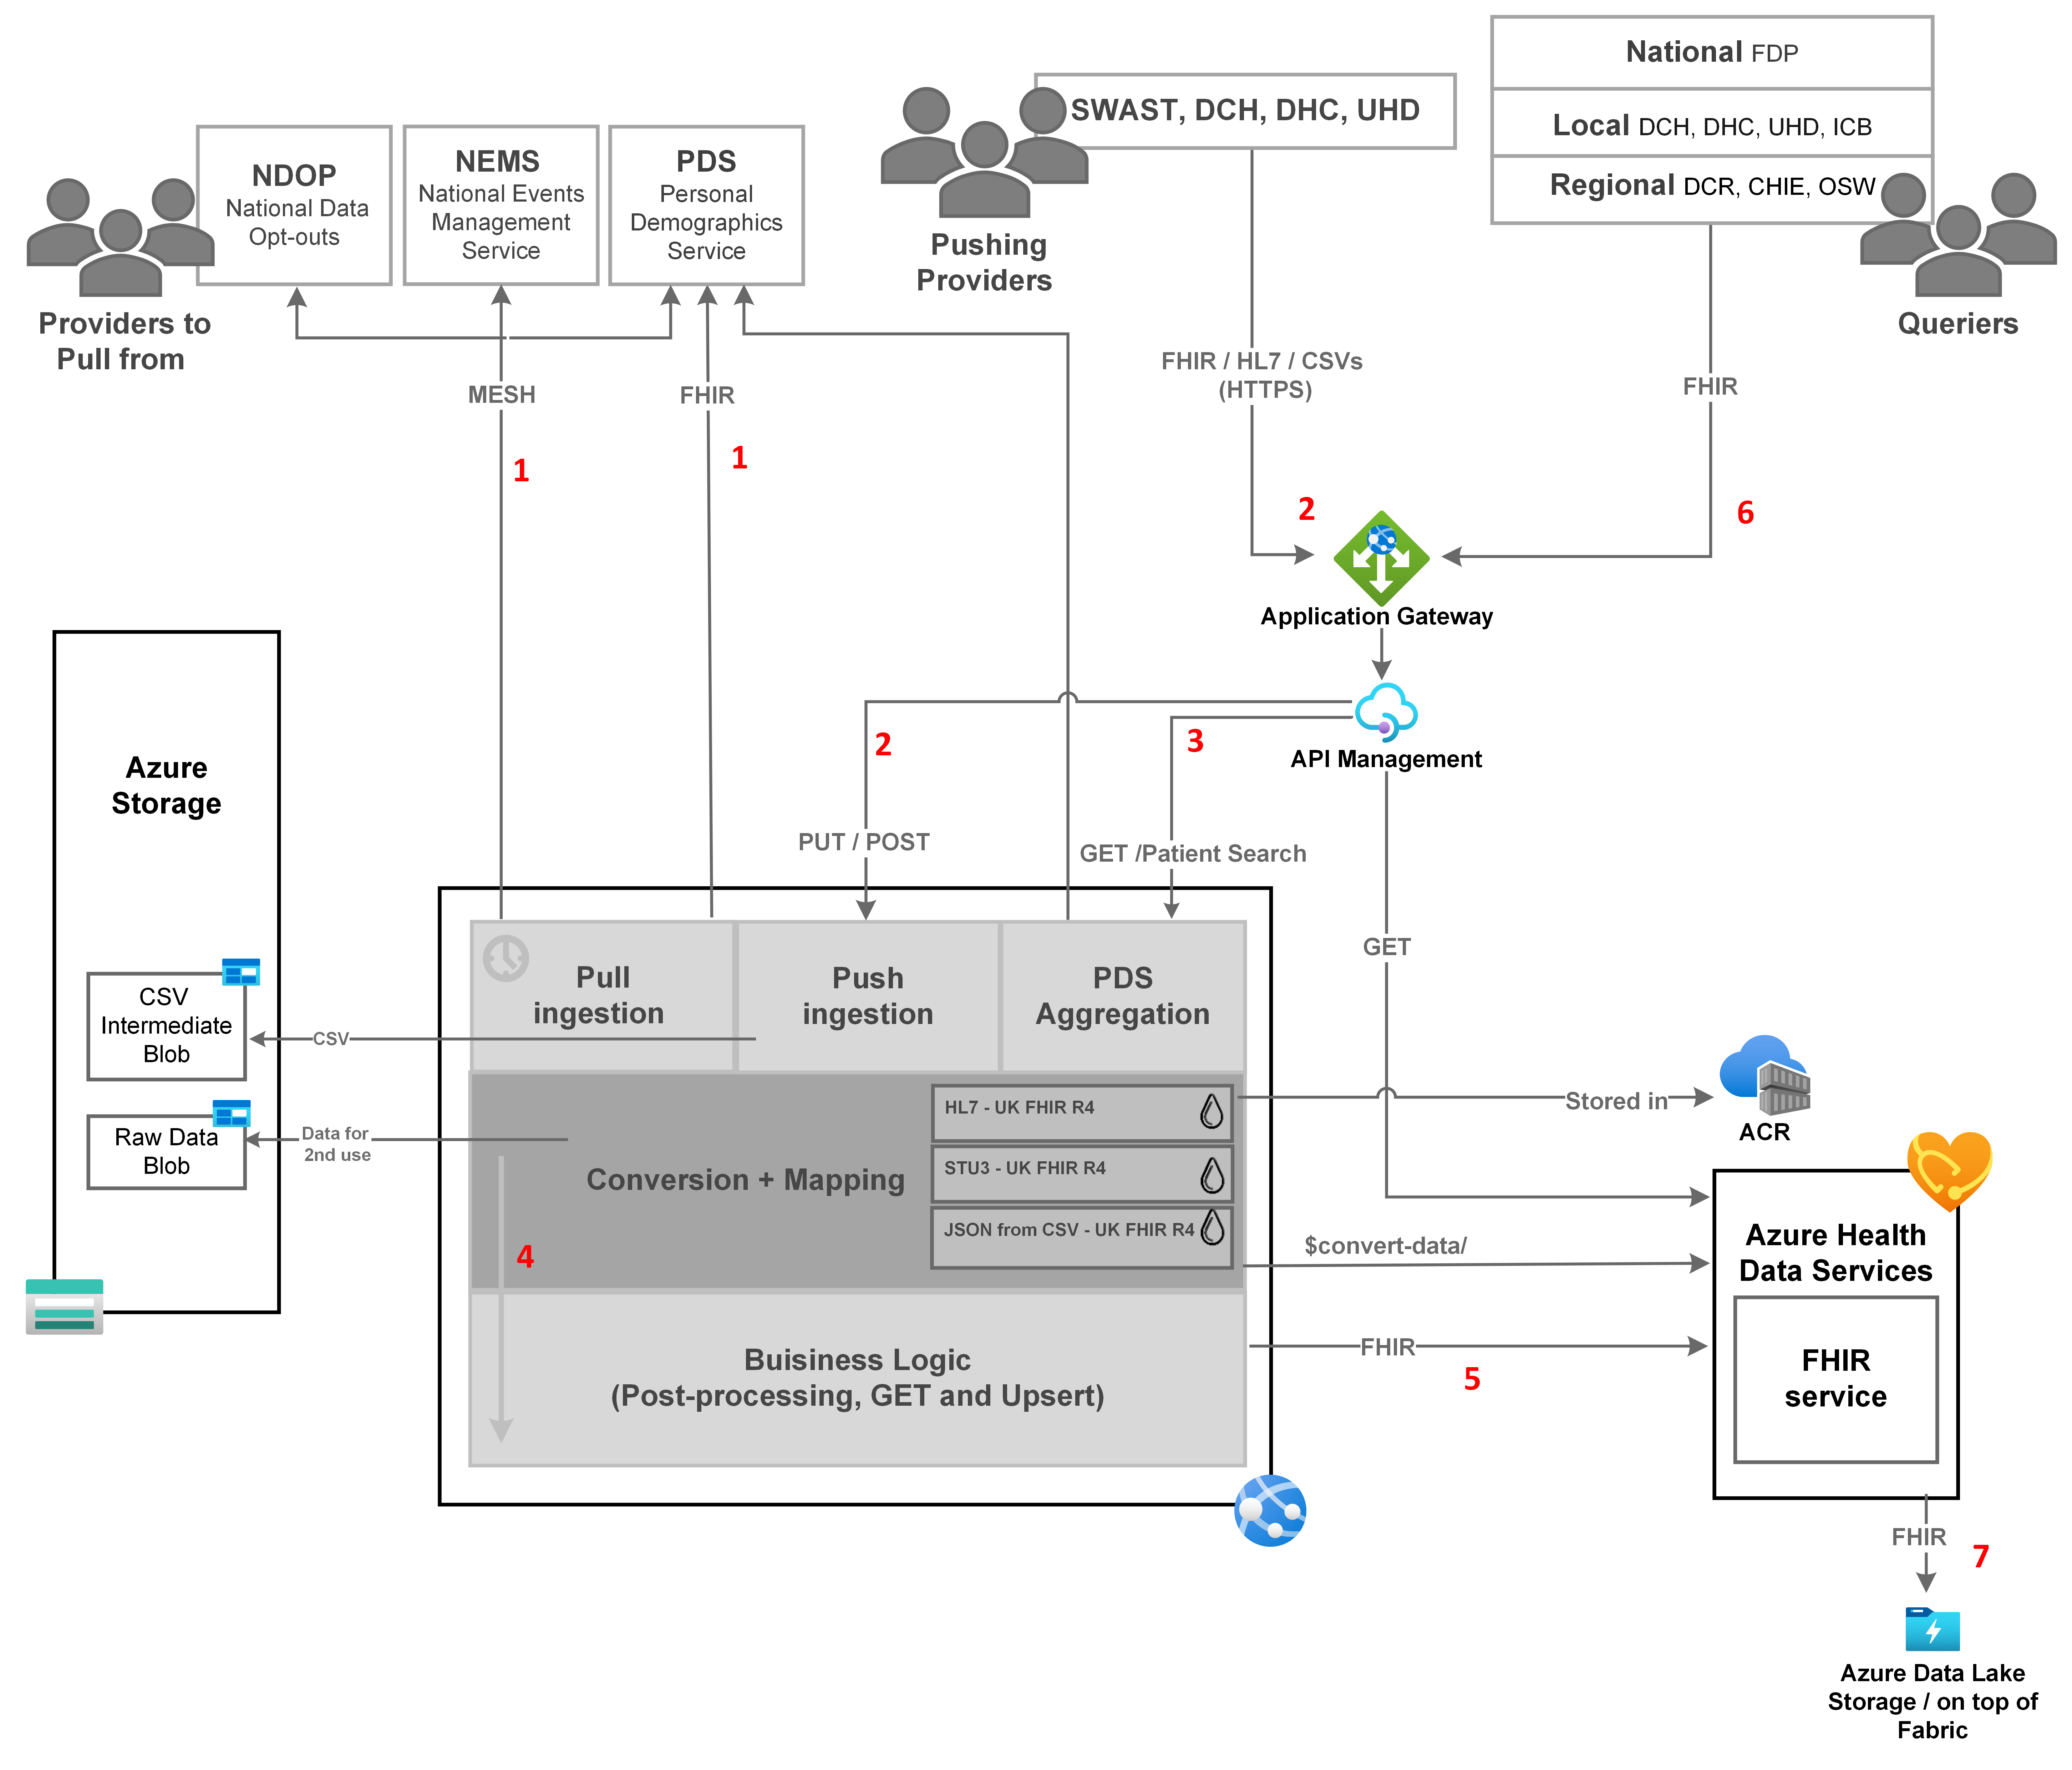 National FDP
Local DCH, DHC, UHD, ICB
Regional DCR, CHIE, OSW
Queriers
SWAST, DCH, DHC, UHD
Pushing
Providers
NDOP
National Data
Opt-outs
NEMS
National Events
Management
Service
PDS
Personal
Demographics
Service
Providers to
Pull from
MESH
FHIR
1
1
FHIR / HL7 / CSVs
(HTTPS)
FHIR
2
6
Application Gateway
API Management
2
3
PUT / POST
GET /Patient Search
GET
Azure
Storage
CSV
Intermediate
Blob
Raw Data
Blob
CSV
Data for
2nd use
Pull
ingestion
Push
ingestion
PDS
Aggregation
Conversion + Mapping
HL7 - UK FHIR R4
STU3 - UK FHIR R4
JSON from CSV - UK FHIR R4
4
Buisiness Logic
(Post-processing, GET and Upsert)
Stored in
ACR
$convert-data/
FHIR
5
Azure Health
Data Services
FHIR
service
FHIR
7
Azure Data Lake
Storage / on top of
Fabric